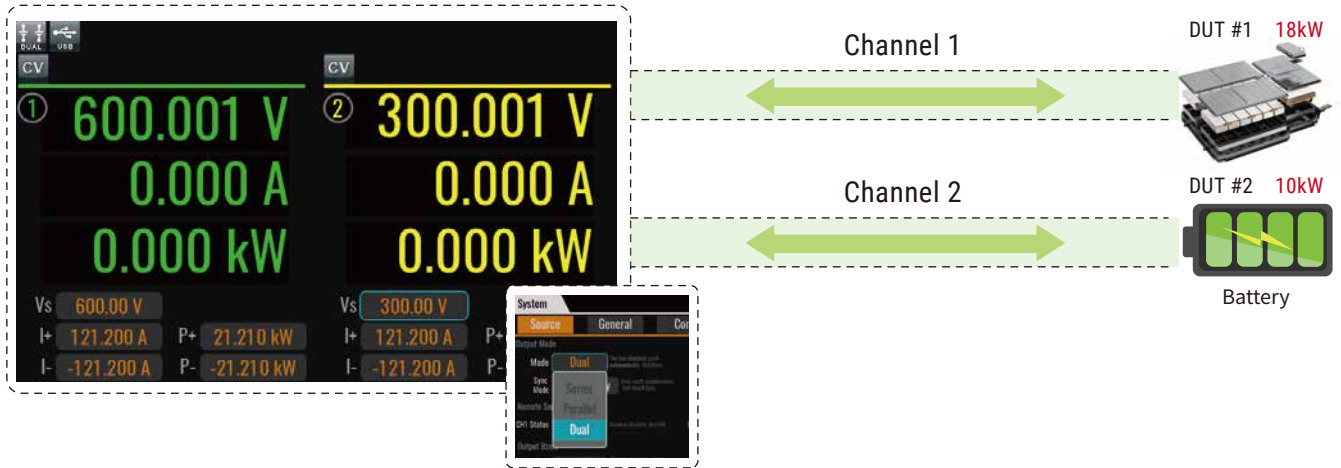 DUAL USB
CV CV
1 600.001 V 2 300.001 V
0.000 A 0.000 A
0.000 kW 0.000 kW
Vs 600.00 V Vs 300.00 V
I+ 121.200 A P+ 21.210 kW I+ 121.200 A P+
I- -121.200 A P- -21.210 kW I- -121.200 A P-
System
Source General Con
Output Mode
Mode Dual
Sync
Mode
Series
Parallel
CH1 Status
Dual
Channel 1
DUT #1 18kW
Channel 2
DUT #2 10kW
Battery